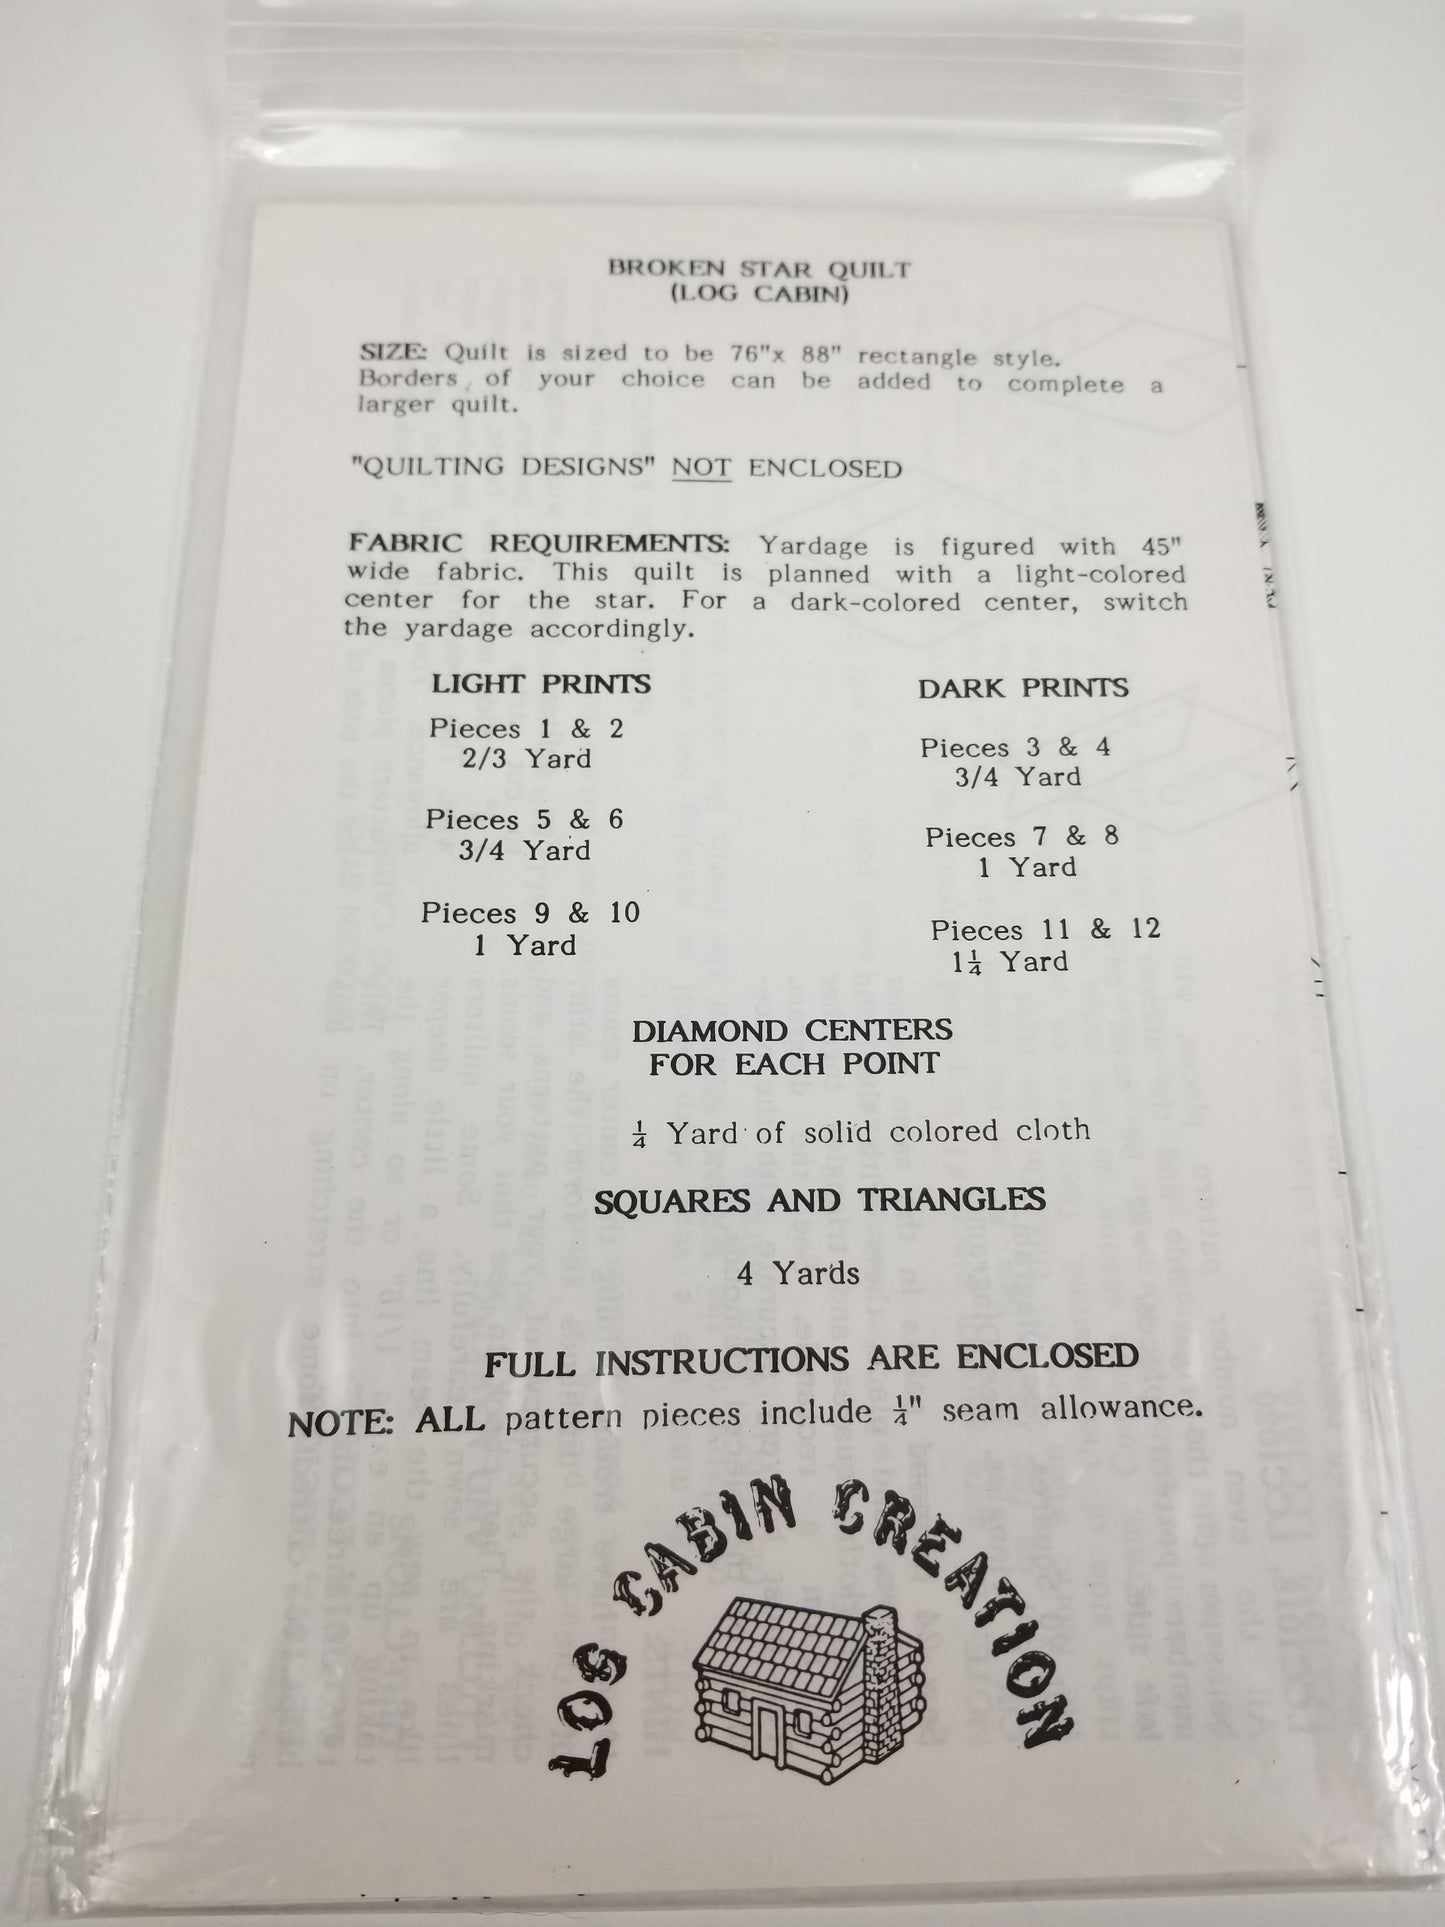 BROKEN STAR QUILT
(LOG CABIN)
SIZE: Quilt is sized to be 76"x 88" rectangle style.
Borders of your choice can be added to complete a
larger quilt.
"QUILTING DESIGNS" NOT ENCLOSED
FABRIC REQUIREMENTS: Yardage is figured with 45"
wide fabric. This quilt is planned with a light-colored
center for the star. For a dark-colored center, switch
the yardage accordingly.
LIGHT PRINTS
Pieces 1 & 2
2/3 Yard
Pieces 5 & 6
3/4 Yard
Pieces 9 & 10
1 Yard
DARK PRINTS
Pieces 3 & 4
3/4 Yard
Pieces 7 & 8
1 Yard
Pieces 11 & 12
1¼ Yard
DIAMOND CENTERS
FOR EACH POINT
¼ Yard of solid colored cloth
SQUARES AND TRIANGLES
4 Yards
FULL INSTRUCTIONS ARE ENCLOSED
NOTE: ALL pattern pieces include ¼" seam allowance.
LOG CABIN CREATION